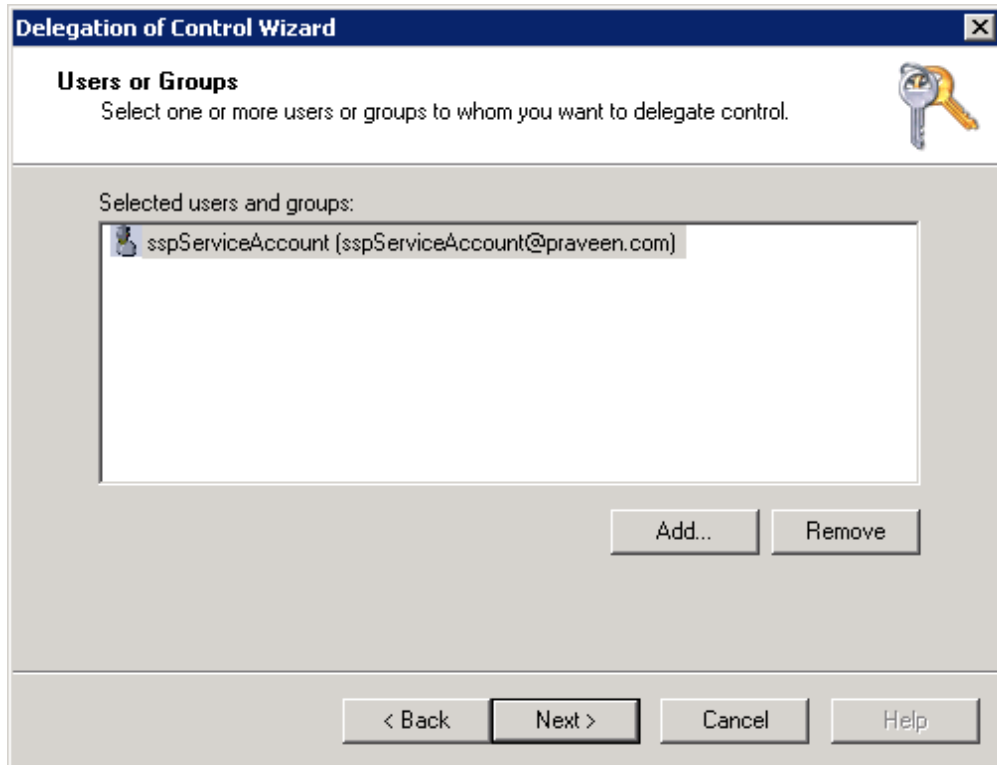 Delegation of Control Wizard
Users or Groups
Select one or more users or groups to whom you want to delegate control.
Selected users and groups:
sspServiceAccount (sspServiceAccount@praveen.com)
Add... Remove
< Back Next > Cancel Help